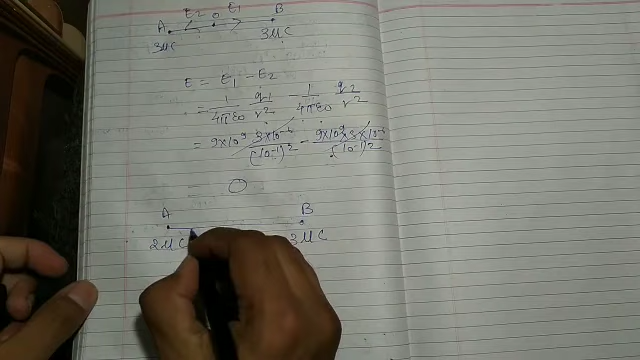 E2 O E1
A B
3μC 3μC
E = E1 - E2
= 1/4πε0 q1/r² - 1/4πε0 q2/r²
= 9×10⁹ 3×10⁻⁶/(10⁻¹)² - 9×10⁹×3×10⁻⁶/(10⁻¹)²
= 0
A B
2μC 3μC